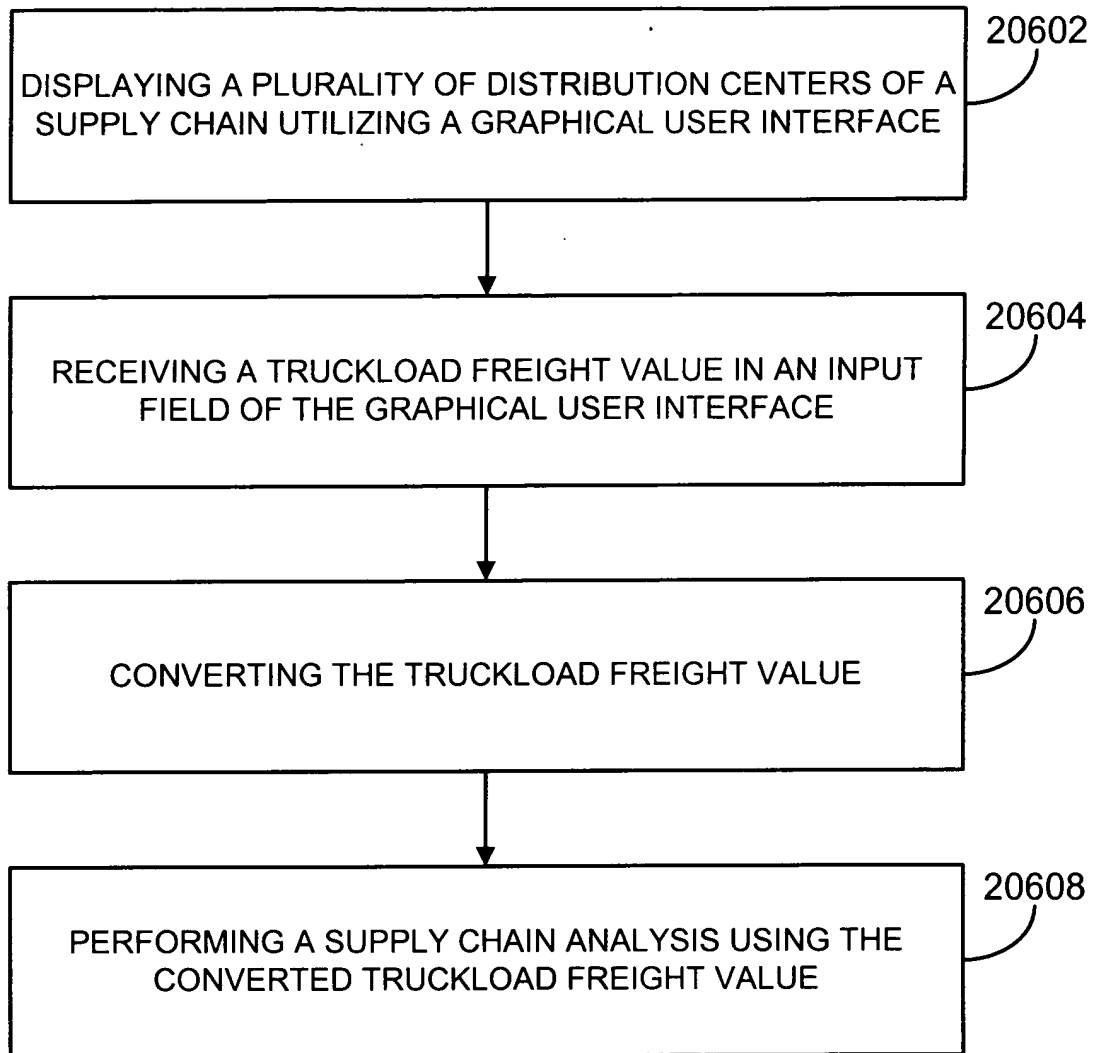 20602
DISPLAYING A PLURALITY OF DISTRIBUTION CENTERS OF A
SUPPLY CHAIN UTILIZING A GRAPHICAL USER INTERFACE
20604
RECEIVING A TRUCKLOAD FREIGHT VALUE IN AN INPUT
FIELD OF THE GRAPHICAL USER INTERFACE
20606
CONVERTING THE TRUCKLOAD FREIGHT VALUE
20608
PERFORMING A SUPPLY CHAIN ANALYSIS USING THE
CONVERTED TRUCKLOAD FREIGHT VALUE